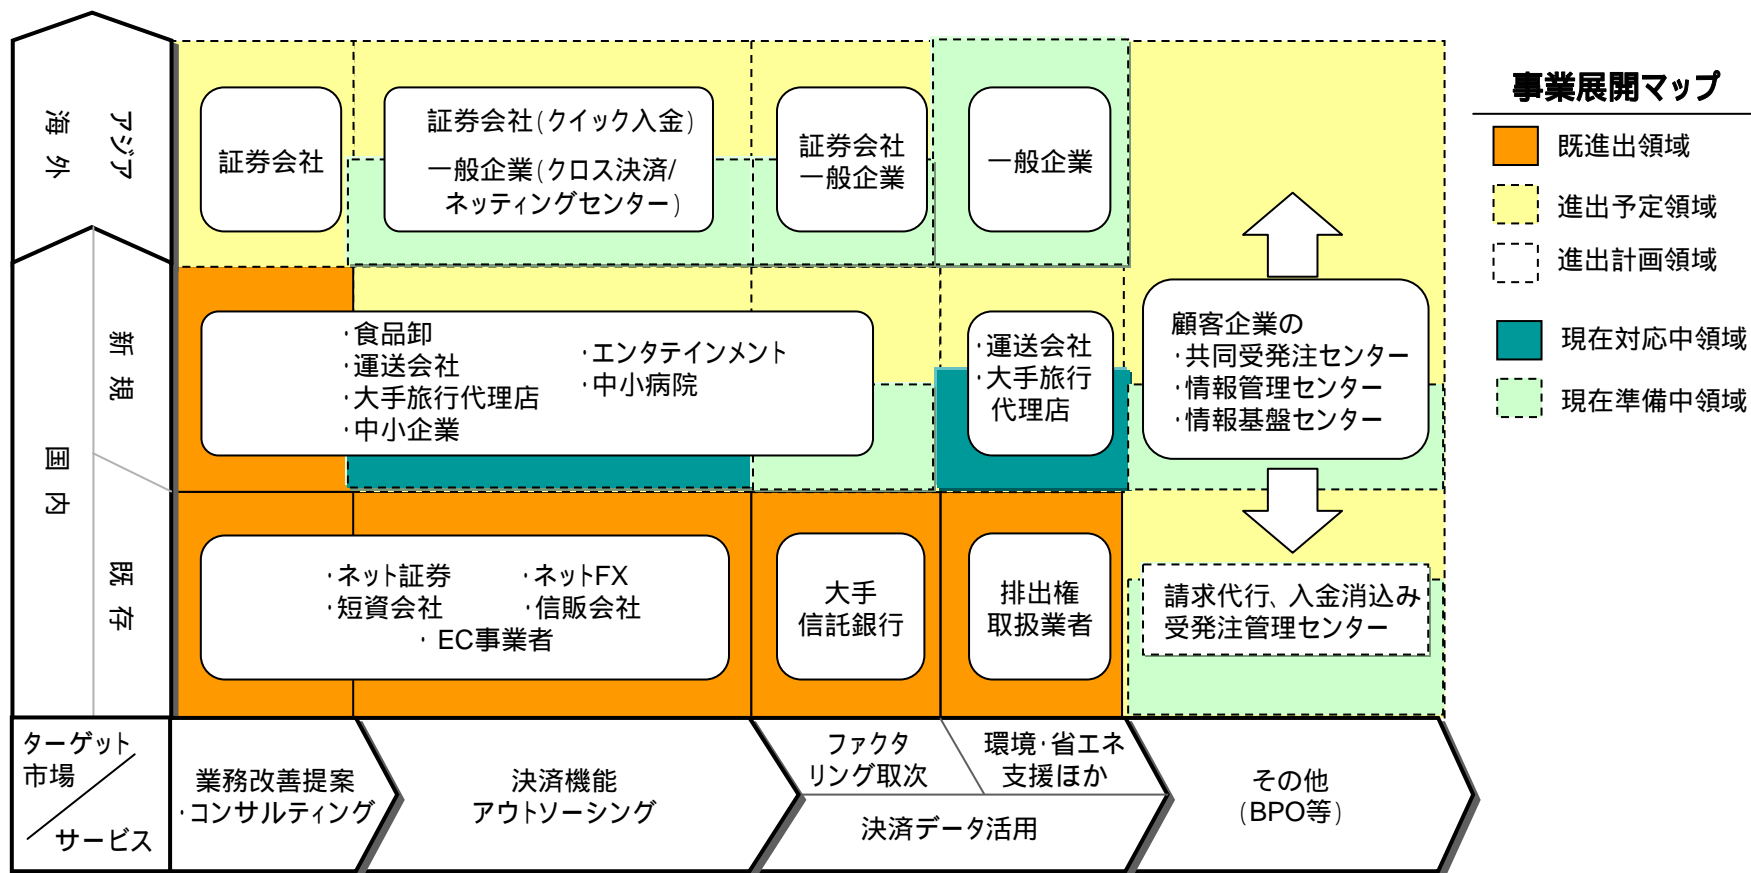 事業展開マップ
既進出領域
進出予定領域
進出計画領域
現在対応中領域
現在準備中領域
海外
アジア
証券会社
証券会社(クイック入金)
一般企業(クロス決済/
ネッティングセンター)
証券会社
一般企業
一般企業
国内
新規
・食品卸
・運送会社
・大手旅行代理店
・中小企業
・エンタテインメント
・中小病院
・運送会社
・大手旅行
代理店
顧客企業の
・共同受発注センター
・情報管理センター
・情報基盤センター
既存
・ネット証券 ・ネットFX
・短資会社 ・信販会社
・EC事業者
大手
信託銀行
排出権
取扱業者
請求代行、入金消込み
受発注管理センター
ターゲット
市場
サービス
業務改善提案
・コンサルティング
決済機能
アウトソーシング
ファクタ
リング取次
環境・省エネ
支援ほか
決済データ活用
その他
(BPO等)